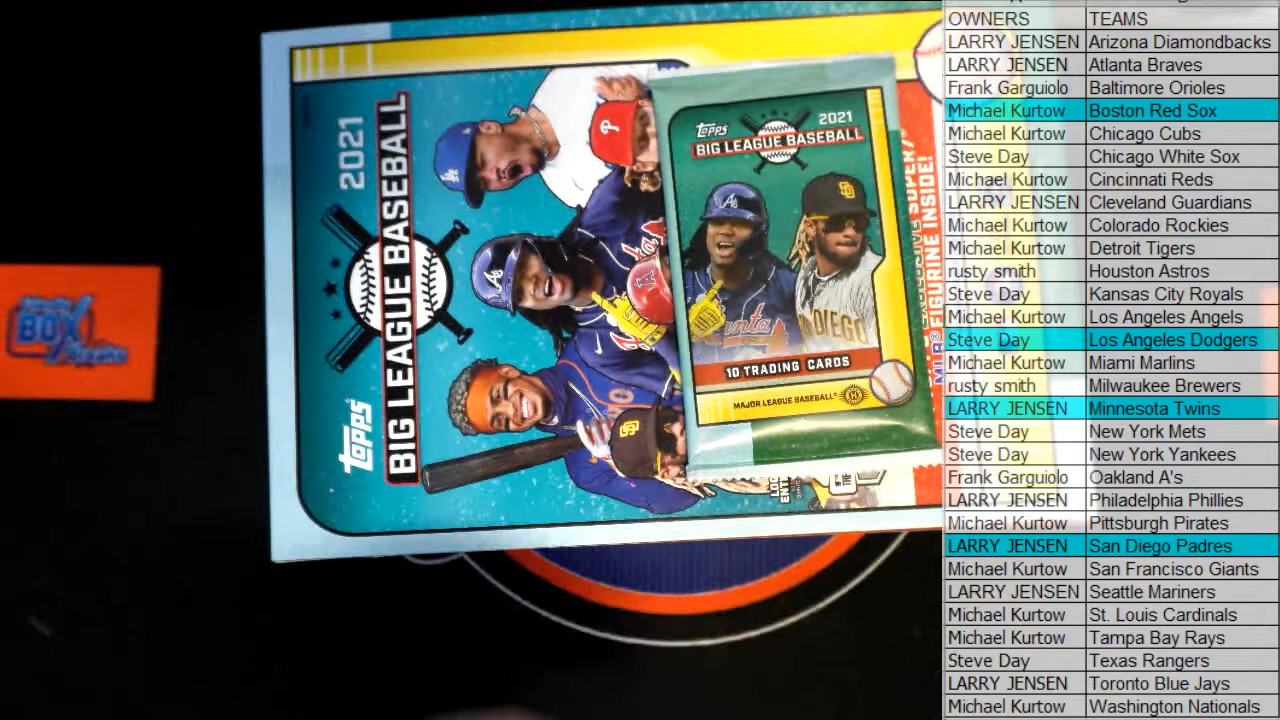 2021
BIG LEAGUE BASEBALL
Topps
LA
P
A
A
SD
EXCLUSIVE SUPER 7
MLB® FIGURINE INSIDE!
Topps
2021
BIG LEAGUE BASEBALL
A
SD
DIEGO
10 TRADING CARDS
MAJOR LEAGUE BASEBALL®
BOX
OWNERS TEAMS
LARRY JENSEN Arizona Diamondbacks
LARRY JENSEN Atlanta Braves
Frank Garguiolo Baltimore Orioles
Michael Kurtow Boston Red Sox
Michael Kurtow Chicago Cubs
Steve Day Chicago White Sox
Michael Kurtow Cincinnati Reds
LARRY JENSEN Cleveland Guardians
Michael Kurtow Colorado Rockies
Michael Kurtow Detroit Tigers
rusty smith Houston Astros
Steve Day Kansas City Royals
Michael Kurtow Los Angeles Angels
Steve Day Los Angeles Dodgers
Michael Kurtow Miami Marlins
rusty smith Milwaukee Brewers
LARRY JENSEN Minnesota Twins
Steve Day New York Mets
Steve Day New York Yankees
Frank Garguiolo Oakland A's
LARRY JENSEN Philadelphia Phillies
Michael Kurtow Pittsburgh Pirates
LARRY JENSEN San Diego Padres
Michael Kurtow San Francisco Giants
LARRY JENSEN Seattle Mariners
Michael Kurtow St. Louis Cardinals
Michael Kurtow Tampa Bay Rays
Steve Day Texas Rangers
LARRY JENSEN Toronto Blue Jays
Michael Kurtow Washington Nationals